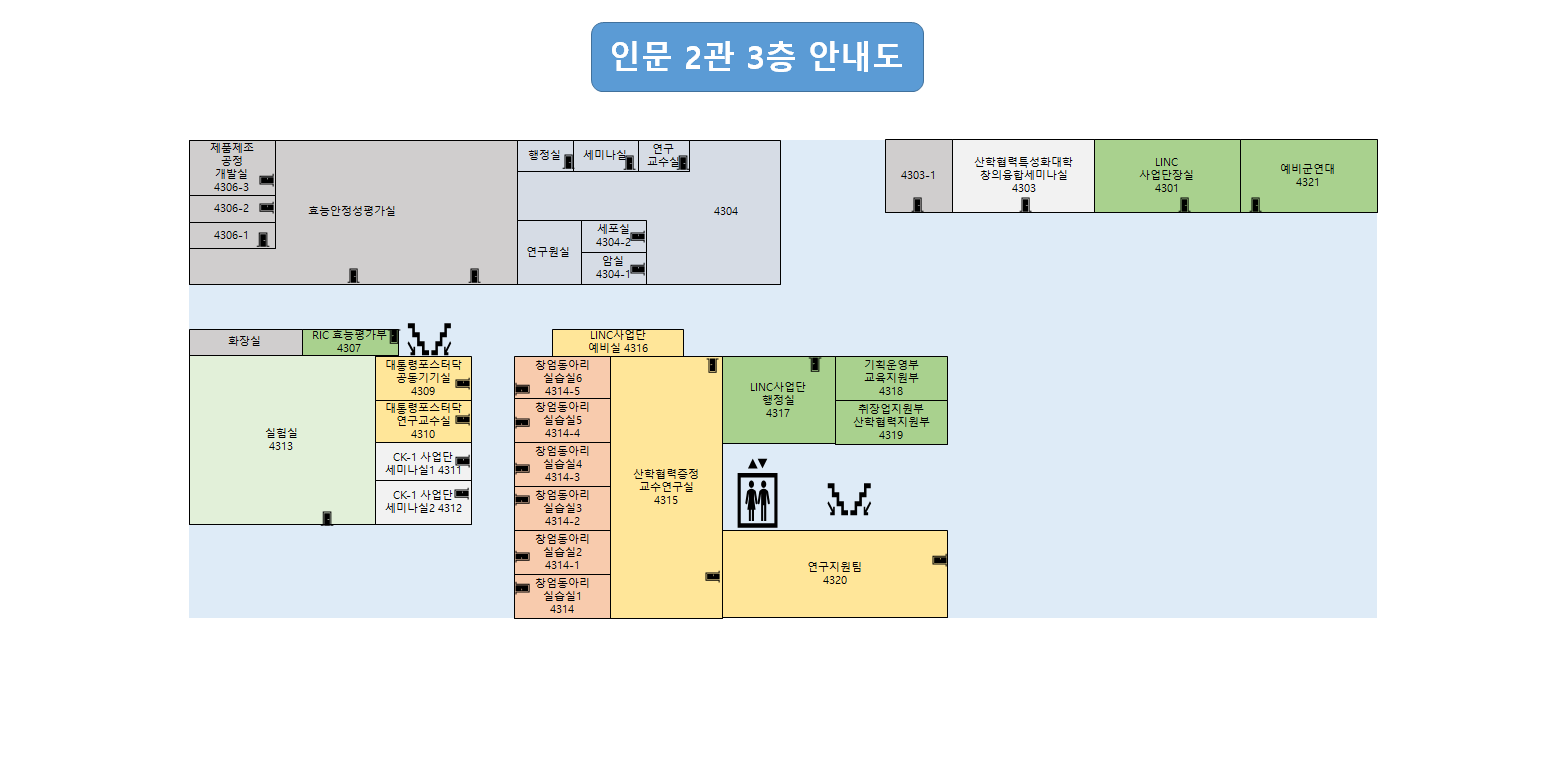 인문 2관 3층 안내도
제품제조
공정
개발실
4306-3
4306-2
4306-1
효능안정성평가실
행정실
세미나실
연구
교수실
4304
연구원실
세포실
4304-2
암실
4304-1
4303-1
산학협력특성화대학
창의융합세미나실
4303
LINC
사업단장실
4301
예비군연대
4321
화장실
RIC 효능평가부
4307
실험실
4313
대통령포스터닥
공동기기실
4309
대통령포스터닥
연구교수실
4310
CK-1 사업단
세미나실1 4311
CK-1 사업단
세미나실2 4312
LINC사업단
예비실 4316
창업동아리
실습실6
4314-5
창업동아리
실습실5
4314-4
창업동아리
실습실4
4314-3
창업동아리
실습실3
4314-2
창업동아리
실습실2
4314-1
창업동아리
실습실1
4314
산학협력증정
교수연구실
4315
LINC사업단
행정실
4317
기획운영부
교육지원부
4318
취장업지원부
산학협력지원부
4319
연구지원팀
4320